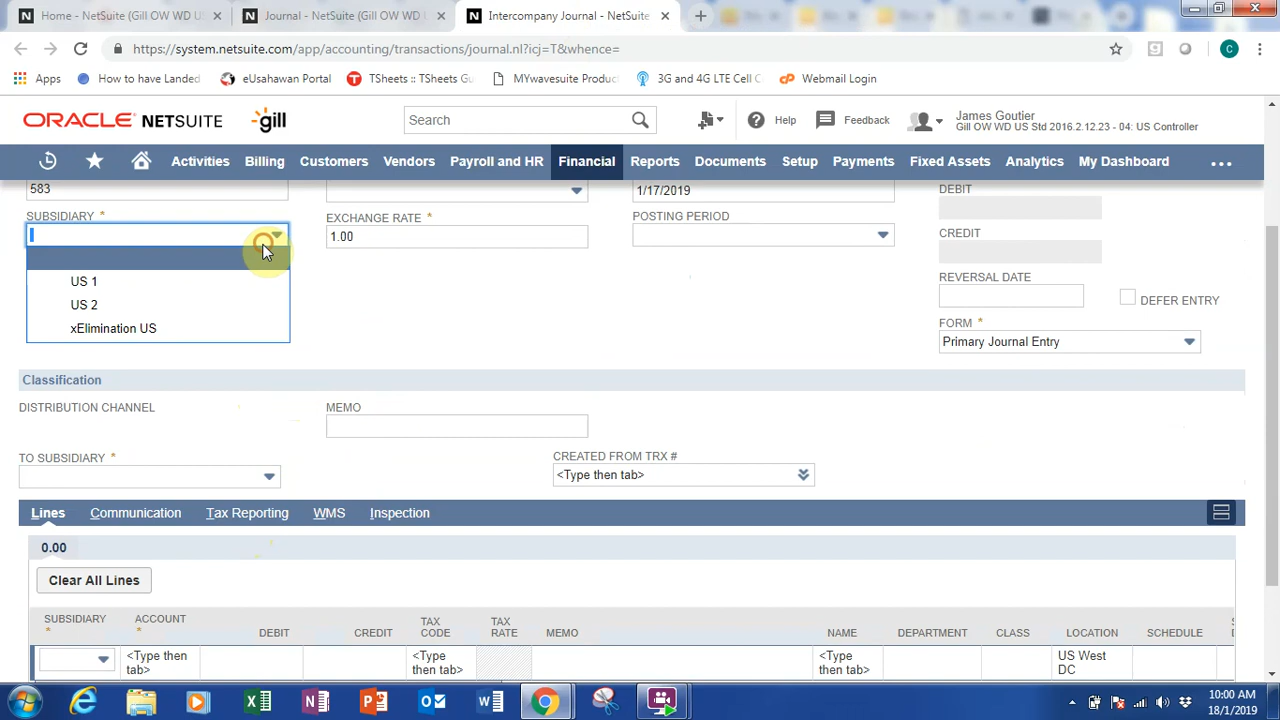 Home - NetSuite (Gill OW WD US
Journal - NetSuite (Gill OW WD U
Intercompany Journal - NetSuite
https://system.netsuite.com/app/accounting/transactions/journal.nl?icj=T&whence=
C
Apps
How to have Landed
eUsahawan Portal
TSheets :: TSheets Gu
MYwavesuite Produc
3G and 4G LTE Cell C
Webmail Login
ORACLE NETSUITE
gill
Search
Help
Feedback
James Goutier
Gill OW WD US Std 2016.2.12.23 - 04: US Controller
Activities Billing Customers Vendors Payroll and HR Financial Reports Documents Setup Payments Fixed Assets Analytics My Dashboard
583
1/17/2019
DEBIT
SUBSIDIARY *
EXCHANGE RATE *
POSTING PERIOD
1.00
CREDIT
US 1
US 2
xElimination US
REVERSAL DATE
DEFER ENTRY
FORM *
Primary Journal Entry
Classification
DISTRIBUTION CHANNEL
MEMO
TO SUBSIDIARY *
CREATED FROM TRX #
<Type then tab>
Lines Communication Tax Reporting WMS Inspection
0.00
Clear All Lines
SUBSIDIARY *
ACCOUNT *
DEBIT
CREDIT
TAX CODE
TAX RATE
MEMO
NAME
DEPARTMENT
CLASS
LOCATION
SCHEDULE
<Type then tab>
<Type then tab>
<Type then tab>
US West DC
10:00 AM
18/1/2019